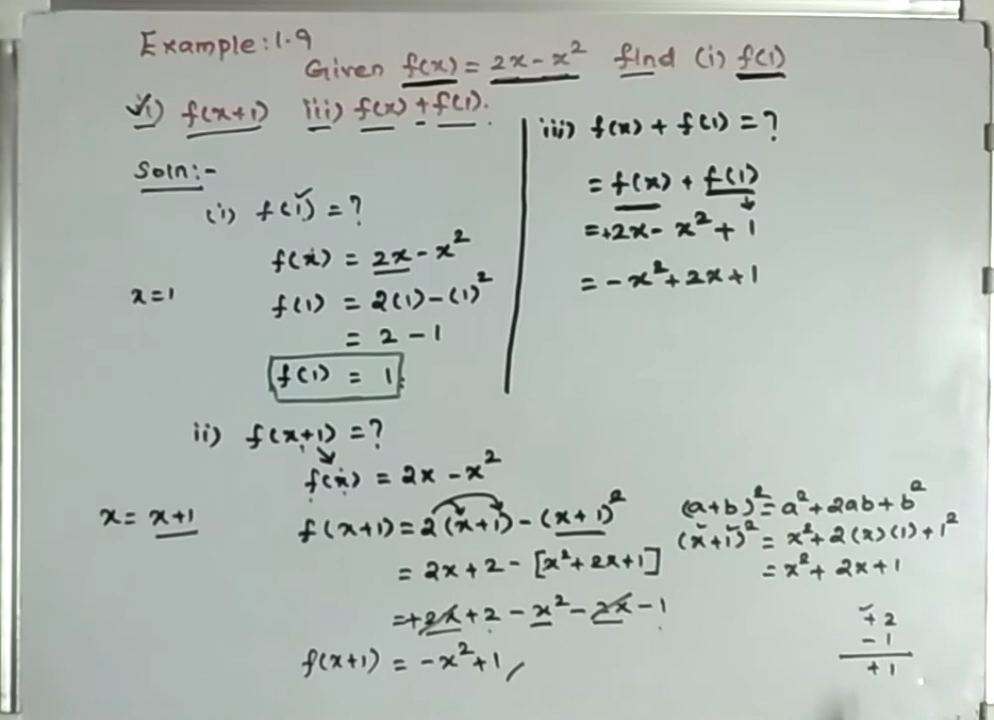 Example: 1.9
Given f(x) = 2x - x² find (i) f(1)
ii) f(x+1) iii) f(x) + f(1).
Soln:-
(i) f(1) = ?
f(x) = 2x - x²
x = 1
f(1) = 2(1) - (1)²
= 2 - 1
f(1) = 1.
ii) f(x+1) = ?
f(x) = 2x - x²
x = x+1
f(x+1) = 2(x+1) - (x+1)²
= 2x + 2 - [x² + 2x + 1]
= +2x + 2 - x² - 2x - 1
f(x+1) = -x² + 1
iii) f(x) + f(1) = ?
= f(x) + f(1)
= +2x - x² + 1
= -x² + 2x + 1
(a+b)² = a² + 2ab + b²
(x+1)² = x² + 2(x)(1) + 1²
= x² + 2x + 1
+2
-1
+1